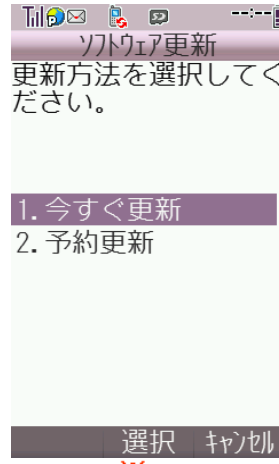 --:--
ソフトウェア更新
更新方法を選択してく
ださい。
1.今すぐ更新
2.予約更新
選択 キャンセル